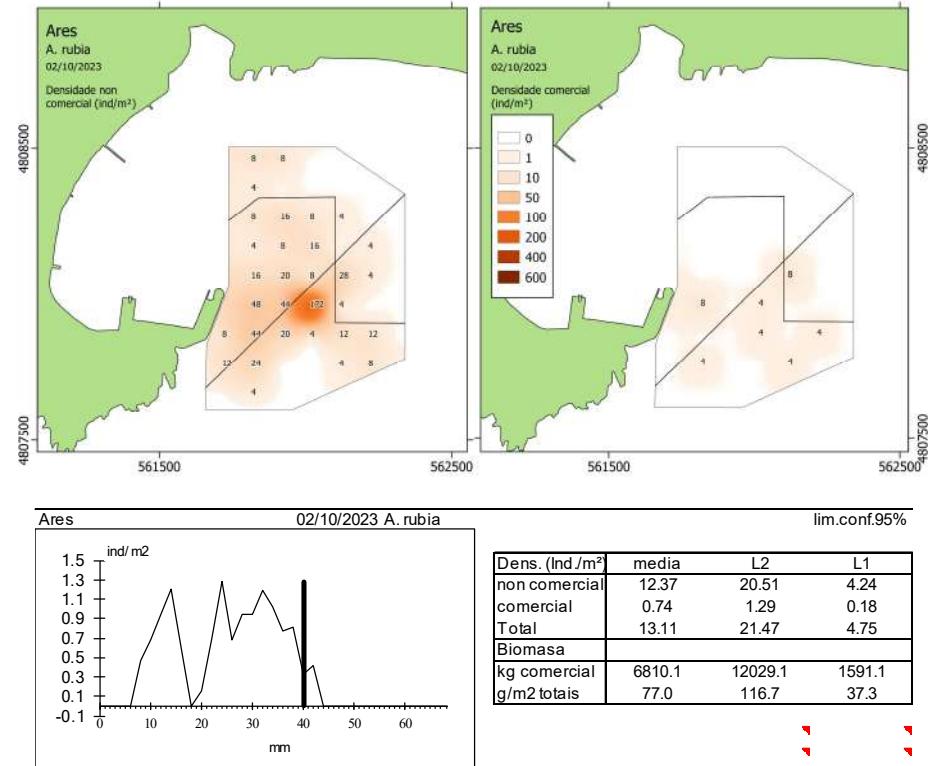 Ares
A. rubia
02/10/2023
Densidade non
comercial (ind/m²)
8 8
4
8 16 8 4
4 8 16 4
16 20 8 28 4
48 44 172 4
8 44 20 4 12 12
12 24 4 8
4
4808500
4807500
561500 562500
Ares
A. rubia
02/10/2023
Densidade comercial
(ind/m²)
0
1
10
50
100
200
400
600
8
8 4
4 4
4 4
4808500
4807500
561500 562500
Ares 02/10/2023 A. rubia lim.conf.95%
ind/m2
1.5
1.3
1.1
0.9
0.7
0.5
0.3
0.1
-0.1
0 10 20 30 40 50 60
mm
Dens. (Ind./m²) media L2 L1
non comercial 12.37 20.51 4.24
comercial 0.74 1.29 0.18
Total 13.11 21.47 4.75
Biomasa
kg comercial 6810.1 12029.1 1591.1
g/m2 totais 77.0 116.7 37.3